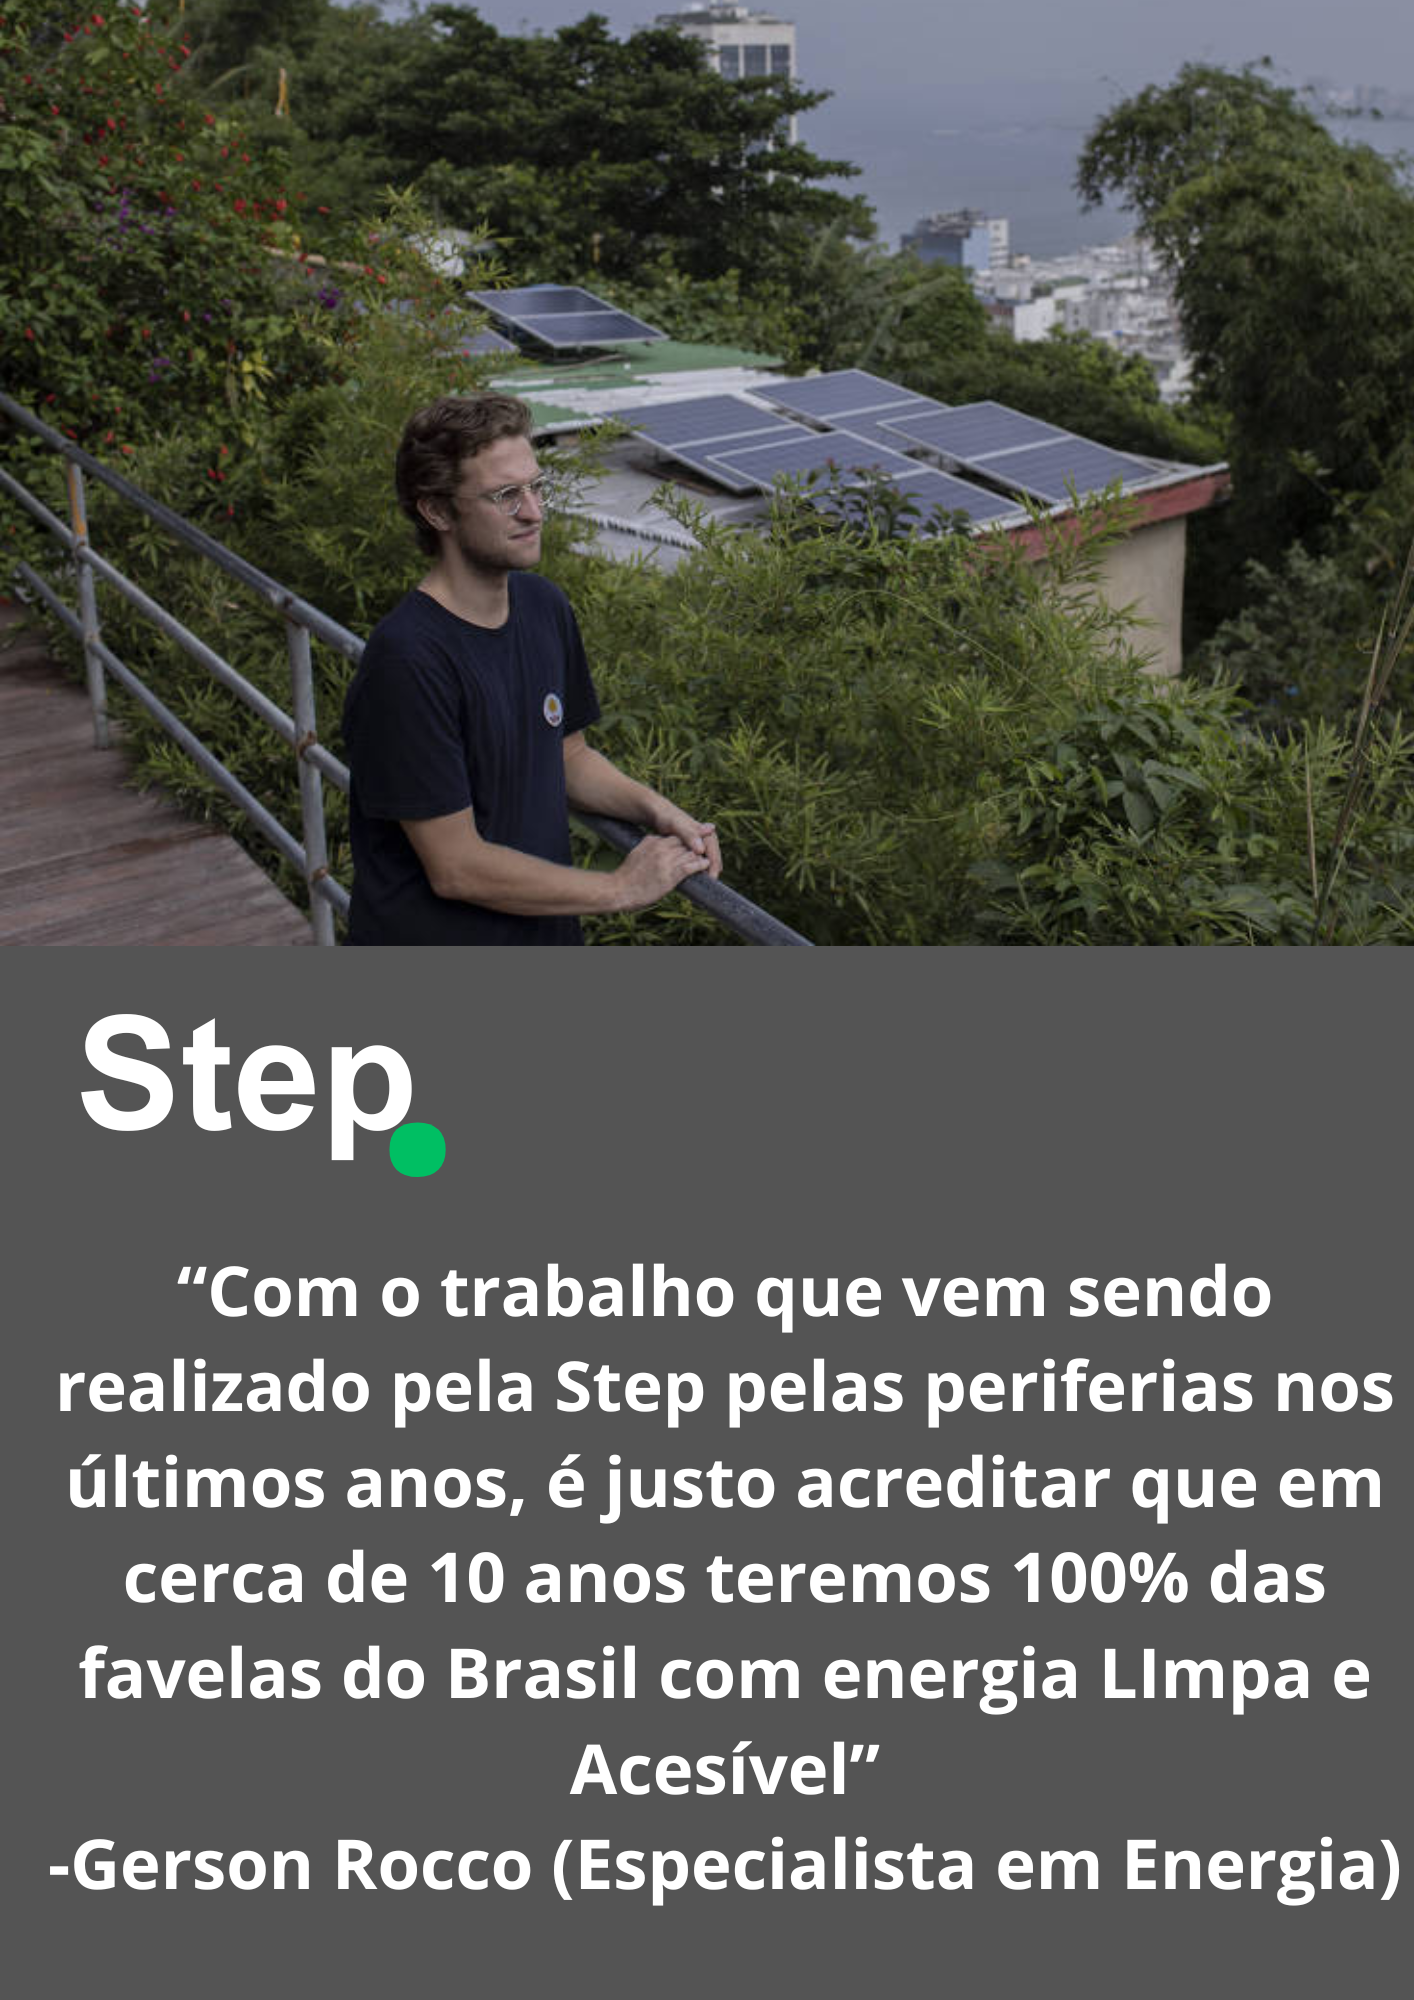 Step.
“Com o trabalho que vem sendo
realizado pela Step pelas periferias nos
últimos anos, é justo acreditar que em
cerca de 10 anos teremos 100% das
favelas do Brasil com energia LImpa e
Acesível”
-Gerson Rocco (Especialista em Energia)